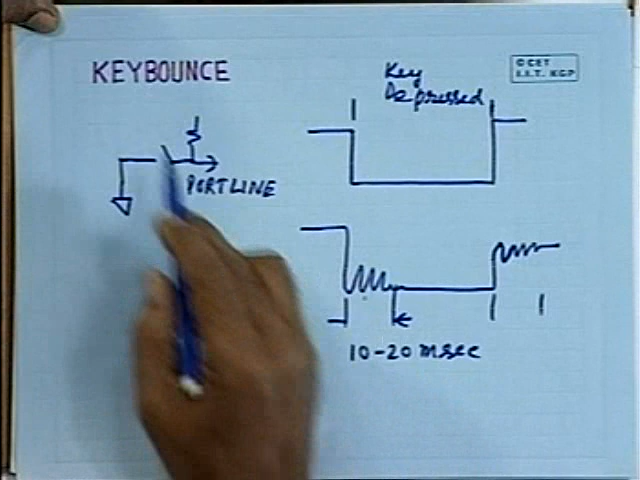 KEYBOUNCE
© CET
I.I.T. KGP
Key
Depressed
PORTLINE
10-20 msec